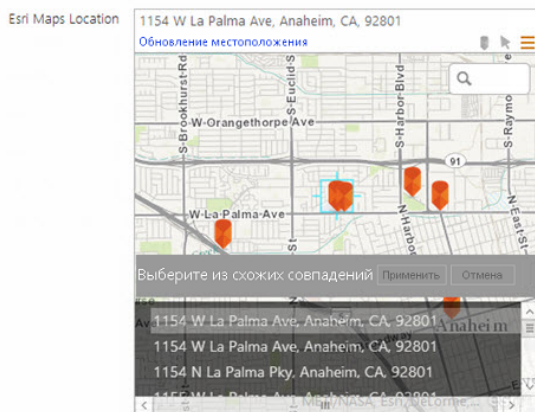 Esri Maps Location
1154 W La Palma Ave, Anaheim, CA, 92801
Обновление местоположения
S-Brookhurst-Rd
S-Euclid-S
S-Harbor-Blvd
S-Raymo
W-Orangethorpe Ave
91
W-La-Palma-Ave
N-Harbor
N-East-St
St
Выберите из схожих совпадений
Применить
Отмена
1154 W La Palma Ave, Anaheim, CA, 92801
Anaheim
1154 W La Palma Ave, Anaheim, CA, 92801
1154 N La Palma Pky, Anaheim, CA, 92801